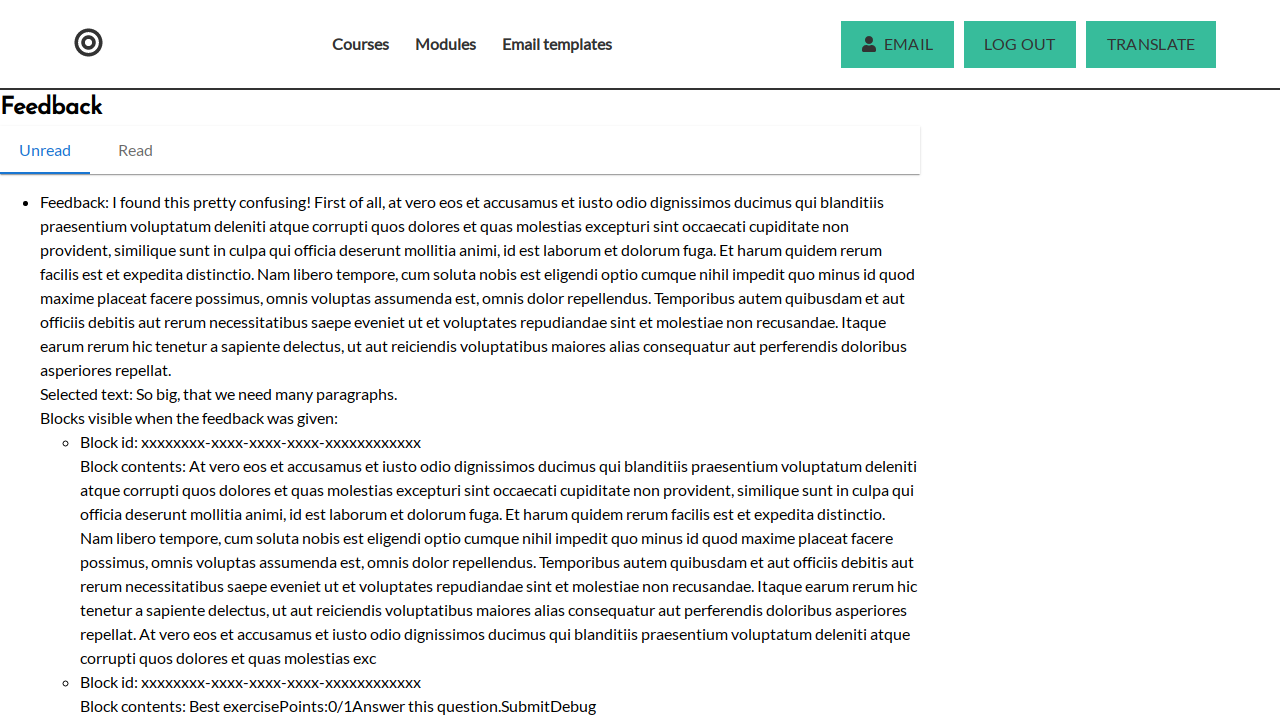 Courses Modules Email templates EMAIL LOG OUT TRANSLATE
Feedback
Unread Read
Feedback: I found this pretty confusing! First of all, at vero eos et accusamus et iusto odio dignissimos ducimus qui blanditiis
praesentium voluptatum deleniti atque corrupti quos dolores et quas molestias excepturi sint occaecati cupiditate non
provident, similique sunt in culpa qui officia deserunt mollitia animi, id est laborum et dolorum fuga. Et harum quidem rerum
facilis est et expedita distinctio. Nam libero tempore, cum soluta nobis est eligendi optio cumque nihil impedit quo minus id quod
maxime placeat facere possimus, omnis voluptas assumenda est, omnis dolor repellendus. Temporibus autem quibusdam et aut
officiis debitis aut rerum necessitatibus saepe eveniet ut et voluptates repudiandae sint et molestiae non recusandae. Itaque
earum rerum hic tenetur a sapiente delectus, ut aut reiciendis voluptatibus maiores alias consequatur aut perferendis doloribus
asperiores repellat.
Selected text: So big, that we need many paragraphs.
Blocks visible when the feedback was given:
Block id: xxxxxxxx-xxxx-xxxx-xxxx-xxxxxxxxxxxx
Block contents: At vero eos et accusamus et iusto odio dignissimos ducimus qui blanditiis praesentium voluptatum deleniti
atque corrupti quos dolores et quas molestias excepturi sint occaecati cupiditate non provident, similique sunt in culpa qui
officia deserunt mollitia animi, id est laborum et dolorum fuga. Et harum quidem rerum facilis est et expedita distinctio.
Nam libero tempore, cum soluta nobis est eligendi optio cumque nihil impedit quo minus id quod maxime placeat facere
possimus, omnis voluptas assumenda est, omnis dolor repellendus. Temporibus autem quibusdam et aut officiis debitis aut
rerum necessitatibus saepe eveniet ut et voluptates repudiandae sint et molestiae non recusandae. Itaque earum rerum hic
tenetur a sapiente delectus, ut aut reiciendis voluptatibus maiores alias consequatur aut perferendis doloribus asperiores
repellat. At vero eos et accusamus et iusto odio dignissimos ducimus qui blanditiis praesentium voluptatum deleniti atque
corrupti quos dolores et quas molestias exc
Block id: xxxxxxxx-xxxx-xxxx-xxxx-xxxxxxxxxxxx
Block contents: Best exercisePoints:0/1Answer this question.SubmitDebug